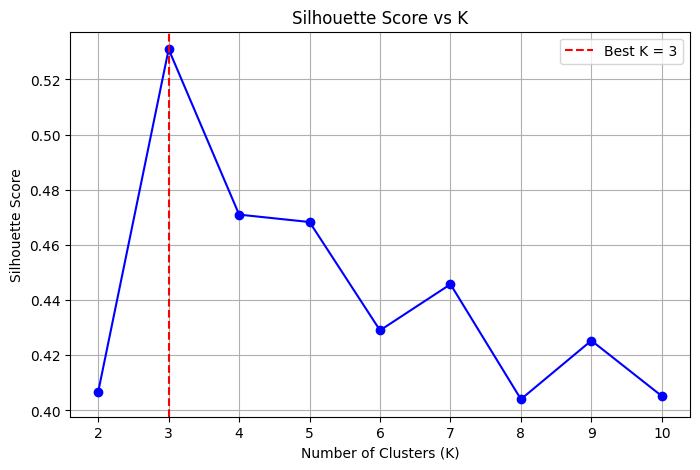 Silhouette Score vs K
Best K = 3
Silhouette Score
0.52
0.50
0.48
0.46
0.44
0.42
0.40
2 3 4 5 6 7 8 9 10
Number of Clusters (K)